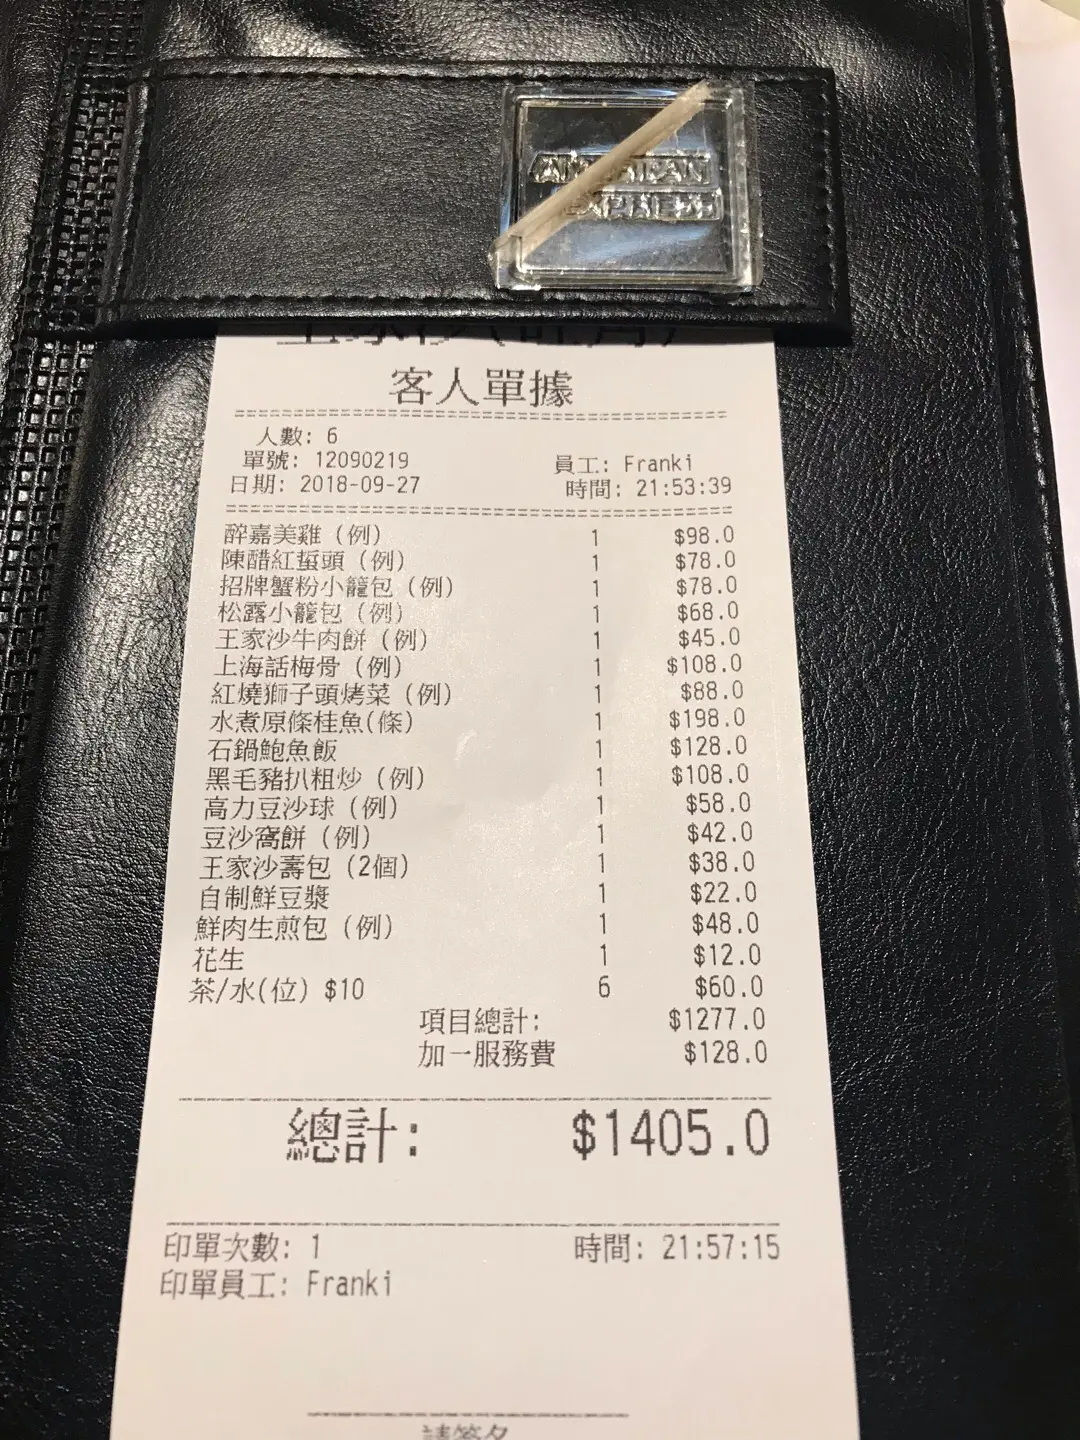 AMERICAN
EXPRESS
客人單據
人數: 6
單號: 12090219 員工: Franki
日期: 2018-09-27 時間: 21:53:39
醉嘉美雞 (例) 1 $98.0
陳醋紅蜇頭 (例) 1 $78.0
招牌蟹粉小籠包 (例) 1 $78.0
松露小籠包 (例) 1 $68.0
王家沙牛肉餅 (例) 1 $45.0
上海話梅骨 (例) 1 $108.0
紅燒獅子頭烤菜 (例) 1 $88.0
水煮原條桂魚(條) 1 $198.0
石鍋鮑魚飯 1 $128.0
黑毛豬扒粗炒 (例) 1 $108.0
高力豆沙球 (例) 1 $58.0
豆沙窩餅 (例) 1 $42.0
王家沙壽包 (2個) 1 $38.0
自制鮮豆漿 1 $22.0
鮮肉生煎包 (例) 1 $48.0
花生 1 $12.0
茶/水(位) $10 6 $60.0
項目總計: $1277.0
加一服務費 $128.0
總計: $1405.0
印單次數: 1 時間: 21:57:15
印單員工: Franki
請簽名